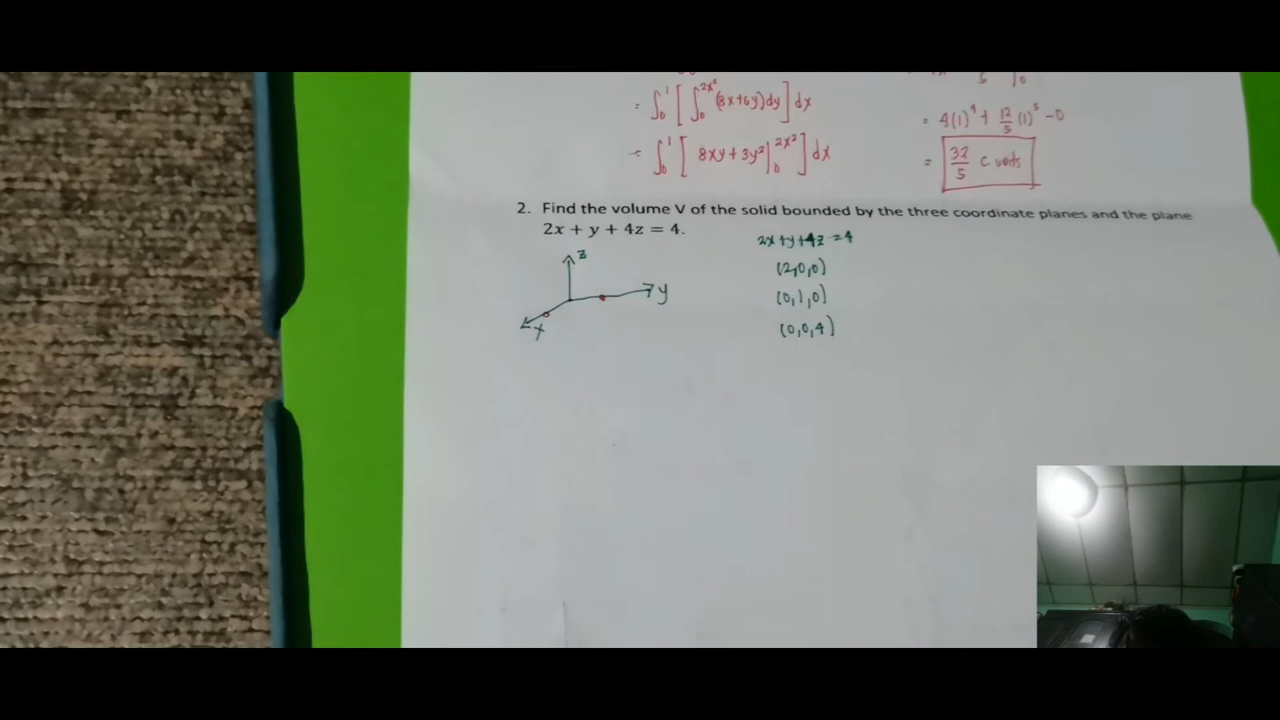 = ∫₀¹ [ ∫₀^{2x²} (8x+6y)dy ] dx
= ∫₀¹ [ 8xy + 3y² |₀^{2x²} ] dx
= 4(1)⁴ + 12/5 (1)⁵ - 0
= 32/5 c units
2. Find the volume V of the solid bounded by the three coordinate planes and the plane
2x + y + 4z = 4.
2x+y+4z=4
(2,0,0)
(0,1,0)
(0,0,4)
z
y
x